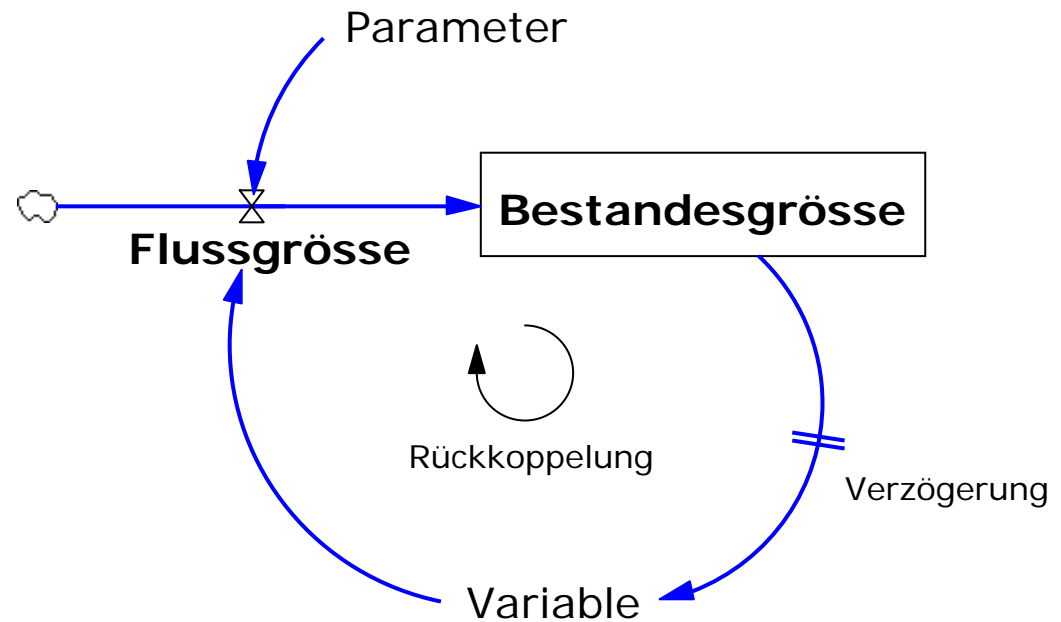 Parameter
Bestandesgrösse
Flussgrösse
Rückkoppelung
Verzögerung
Variable